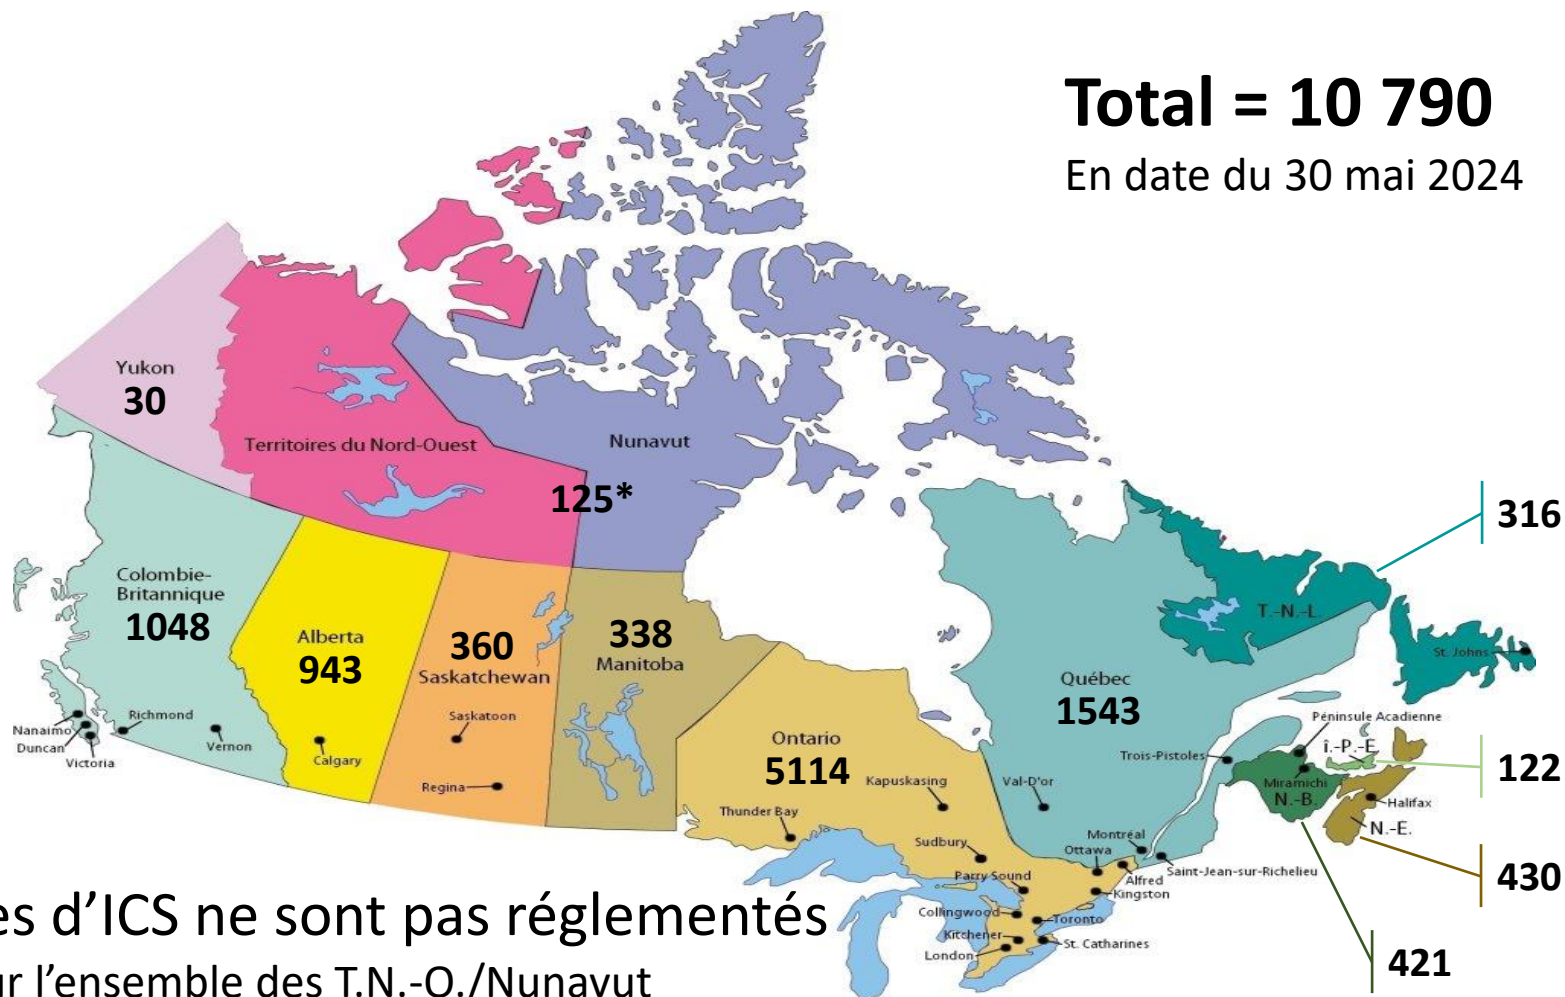 Total = 10 790
En date du 30 mai 2024
Yukon
30
Territoires du Nord-Ouest
Nunavut
125*
316
Colombie-
Britannique
1048
Alberta
943
360
Saskatchewan
338
Manitoba
T.-N.-L.
St. Johns
Québec
1543
Nanaimo
Duncan
Victoria
Richmond
Vernon
Calgary
Saskatoon
Regina
Ontario
5114
Kapuskasing
Thunder Bay
Sudbury
Parry Sound
Collingwood
Kitchener
London
Toronto
St. Catharines
Val-D'or
Trois-Pistoles
Montréal
Ottawa
Alfred
Kingston
Saint-Jean-sur-Richelieu
Péninsule Acadienne
î.-P.-E.
122
Miramichi
N.-B.
Halifax
N.-E.
430
421
es d’ICS ne sont pas réglementés
ur l’ensemble des T.N.-O./Nunavut